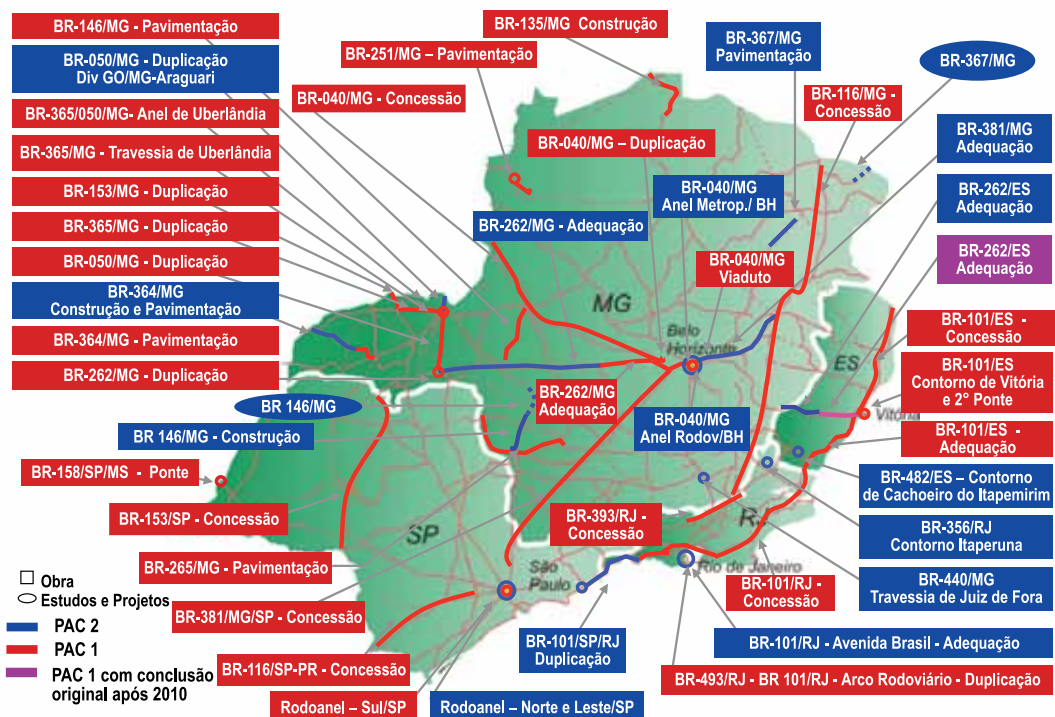 BR-146/MG - Pavimentação
BR-050/MG - Duplicação
Div GO/MG-Araguari
BR-365/050/MG- Anel de Uberlândia
BR-365/MG - Travessia de Uberlândia
BR-153/MG - Duplicação
BR-365/MG - Duplicação
BR-050/MG - Duplicação
BR-364/MG
Construção e Pavimentação
BR-364/MG - Pavimentação
BR-262/MG - Duplicação
BR 146/MG
BR 146/MG - Construção
BR-158/SP/MS - Ponte
BR-153/SP - Concessão
BR-265/MG - Pavimentação
BR-381/MG/SP - Concessão
BR-116/SP-PR - Concessão
Rodoanel – Sul/SP
Rodoanel – Norte e Leste/SP
BR-135/MG Construção
BR-251/MG – Pavimentação
BR-040/MG - Concessão
BR-040/MG – Duplicação
BR-262/MG - Adequação
BR-040/MG
Anel Metrop./ BH
BR-040/MG
Viaduto
BR-367/MG
Pavimentação
BR-367/MG
BR-116/MG -
Concessão
BR-381/MG
Adequação
BR-262/ES
Adequação
BR-262/ES
Adequação
BR-101/ES -
Concessão
BR-101/ES
Contorno de Vitória
e 2º Ponte
BR-101/ES -
Adequação
BR-482/ES – Contorno
de Cachoeiro do Itapemirim
BR-356/RJ
Contorno Itaperuna
BR-440/MG
Travessia de Juiz de Fora
BR-101/RJ - Avenida Brasil - Adequação
BR-493/RJ - BR 101/RJ - Arco Rodoviário - Duplicação
BR-101/RJ -
Concessão
BR-393/RJ -
Concessão
BR-101/SP/RJ
Duplicação
BR-262/MG
Adequação
BR-040/MG
Anel Rodov/BH
MG
Belo
Horizonte
ES
Vitória
SP
São
Paulo
RJ
Rio de Janeiro
Obra
Estudos e Projetos
PAC 2
PAC 1
PAC 1 com conclusão
original após 2010